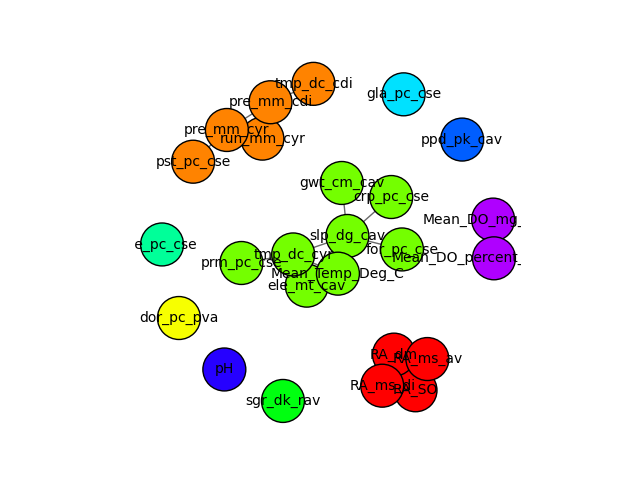 tmp_dc_cdi
gla_pc_cse
pre_mm_cdi
pre_mm_cyr
run_mm_cyr
ppd_pk_cav
pst_pc_cse
gwt_cm_cav
crp_pc_cse
Mean_DO_mg_
slp_dg_cav
e_pc_cse
for_pc_cse
tmp_dc_cyr
Mean_DO_percent_
prm_pc_cse
Mean_Temp_Deg_C
ele_mt_cav
dor_pc_pva
RA_dm
RA_ms_av
pH
RA_ms_di
BA_SO
sgr_dk_rav